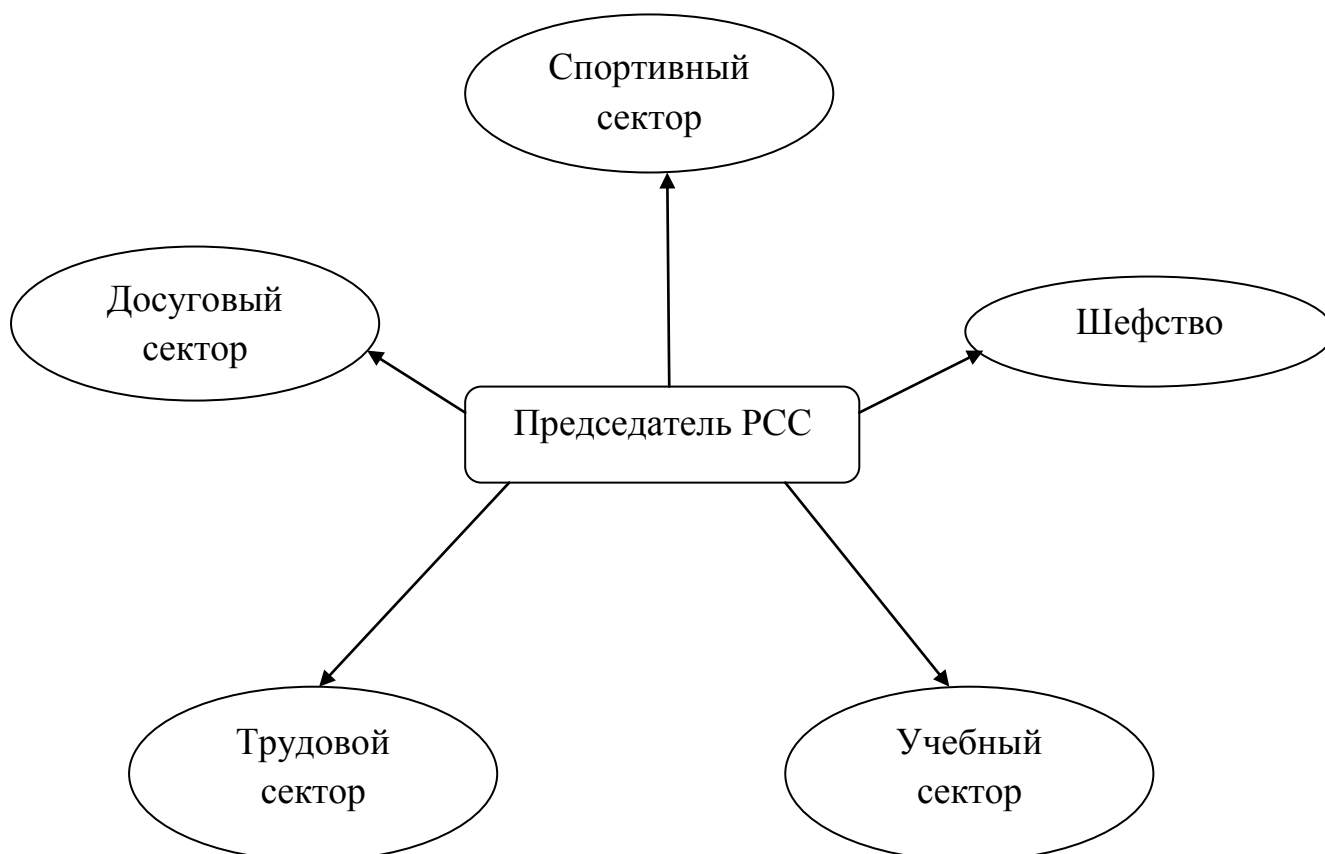 Спортивный
сектор
Досуговый
сектор
Шефство
Председатель РСС
Трудовой
сектор
Учебный
сектор